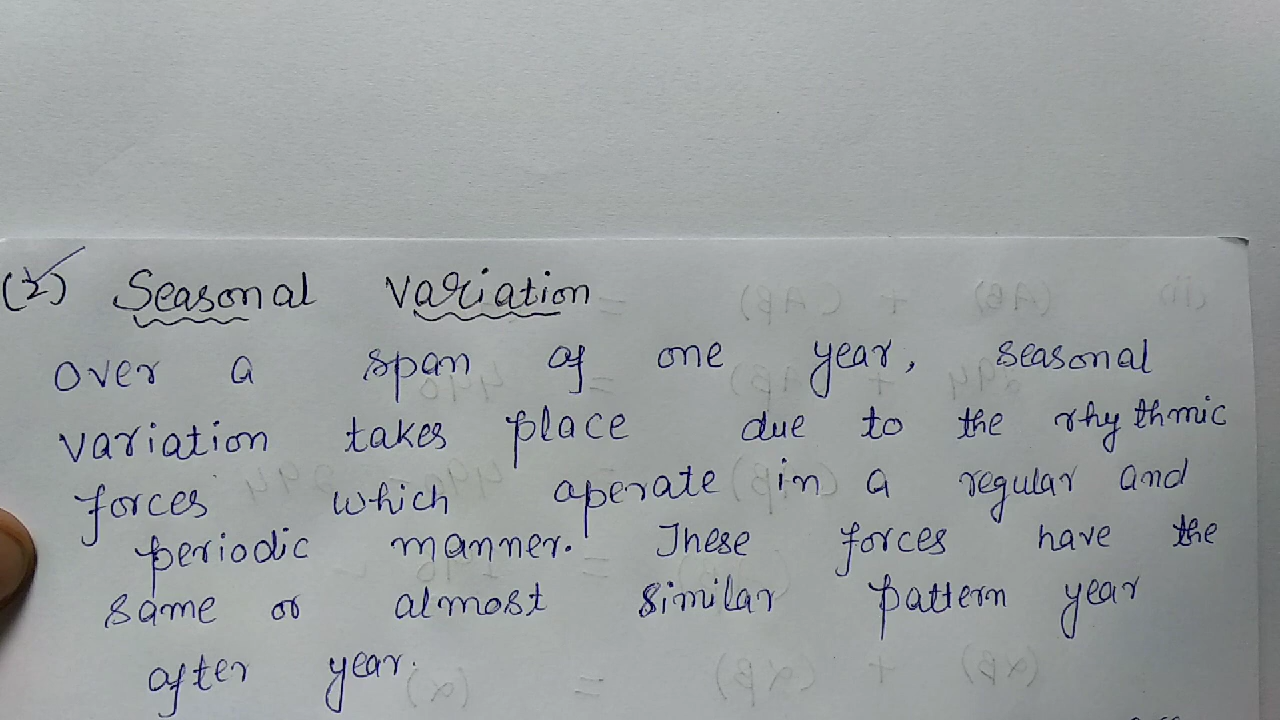 (2) Seasonal Variation
over a span of one year, seasonal
variation takes place due to the rhythmic
forces which operate in a regular and
periodic manner. These forces have the
same or almost similar pattern year
after year.